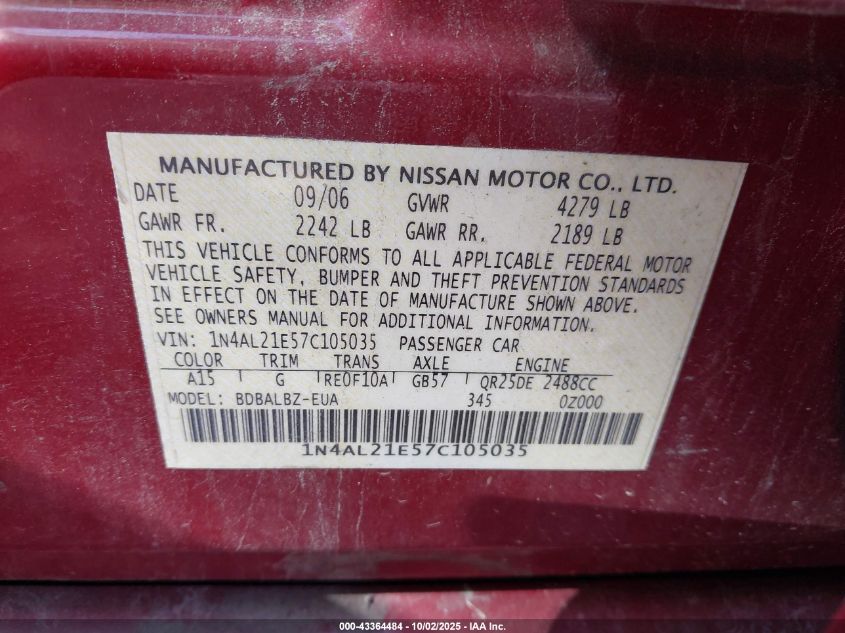 MANUFACTURED BY NISSAN MOTOR CO., LTD.
DATE 09/06 GVWR 4279 LB
GAWR FR. 2242 LB GAWR RR. 2189 LB
THIS VEHICLE CONFORMS TO ALL APPLICABLE FEDERAL MOTOR
VEHICLE SAFETY, BUMPER AND THEFT PREVENTION STANDARDS
IN EFFECT ON THE DATE OF MANUFACTURE SHOWN ABOVE.
SEE OWNERS MANUAL FOR ADDITIONAL INFORMATION.
VIN: 1N4AL21E57C105035 PASSENGER CAR
COLOR TRIM TRANS AXLE ENGINE
A15 G RE0F10A GB57 QR25DE 2488CC
MODEL: BDBALBZ-EUA 345 0Z000
1N4AL21E57C105035
000-43364484 - 10/02/2025 - IAA Inc.